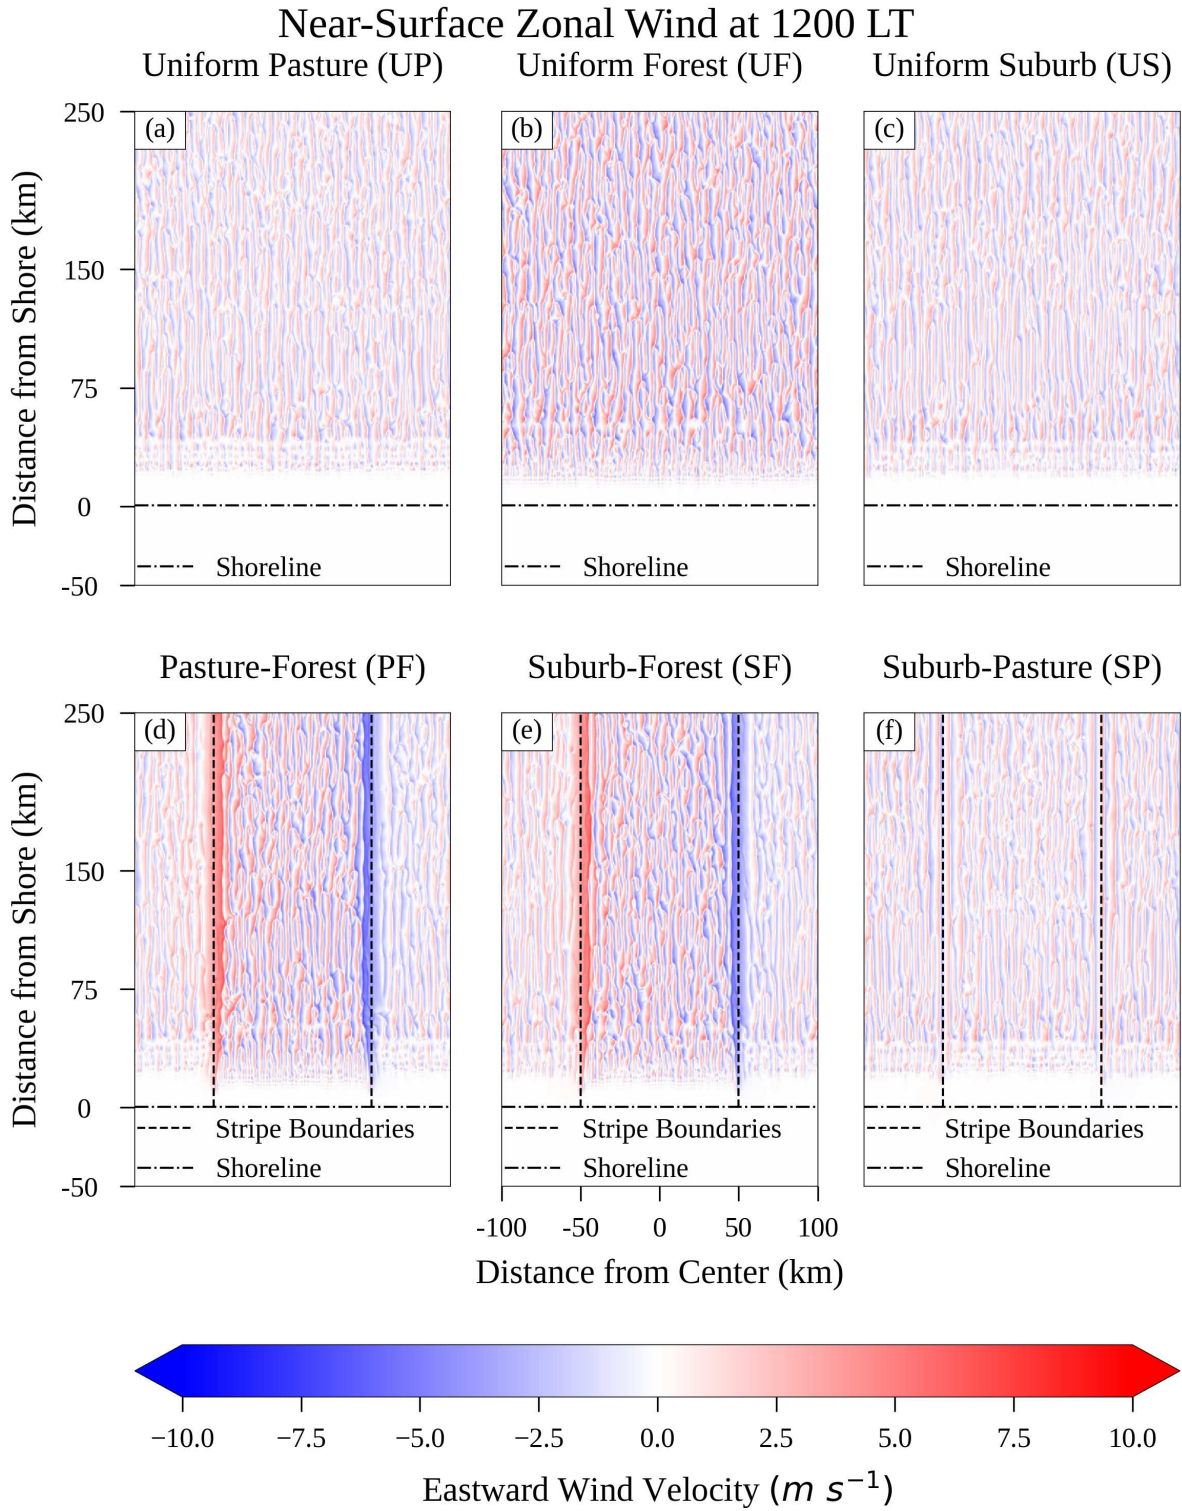 Near-Surface Zonal Wind at 1200 LT
Uniform Pasture (UP) Uniform Forest (UF) Uniform Suburb (US)
250
(a) (b) (c)
150
75
0
-50
Distance from Shore (km)
Shoreline Shoreline Shoreline
Pasture-Forest (PF) Suburb-Forest (SF) Suburb-Pasture (SP)
250
(d) (e) (f)
150
75
0
-50
Distance from Shore (km)
Stripe Boundaries Stripe Boundaries Stripe Boundaries
Shoreline Shoreline Shoreline
-100 -50 0 50 100
Distance from Center (km)
−10.0 −7.5 −5.0 −2.5 0.0 2.5 5.0 7.5 10.0
Eastward Wind Velocity (m s⁻¹)